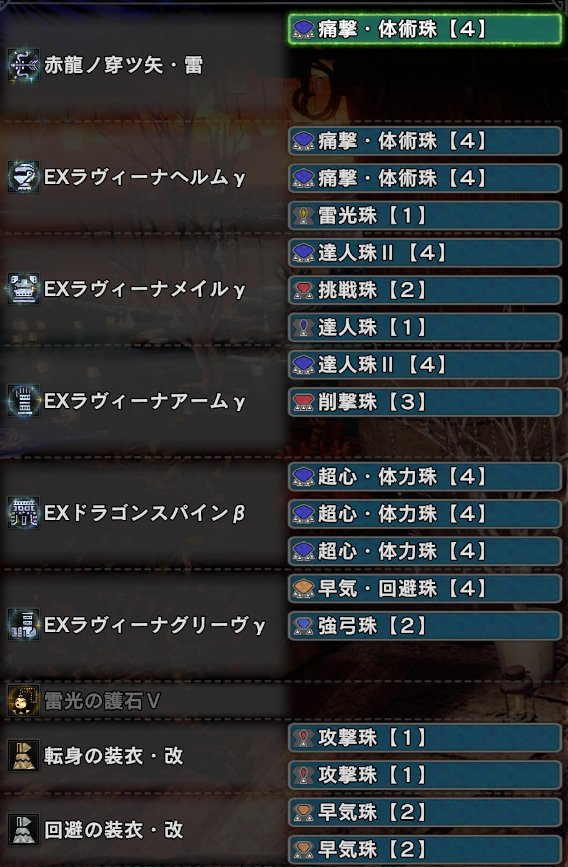 赤龍ノ穿ツ矢・雷
痛撃・体術珠【4】
EXラヴィーナヘルムγ
痛撃・体術珠【4】
痛撃・体術珠【4】
雷光珠【1】
EXラヴィーナメイルγ
達人珠Ⅱ【4】
挑戦珠【2】
達人珠【1】
EXラヴィーナアームγ
達人珠Ⅱ【4】
削撃珠【3】
EXドラゴンスパインβ
超心・体力珠【4】
超心・体力珠【4】
超心・体力珠【4】
EXラヴィーナグリーヴγ
早気・回避珠【4】
強弓珠【2】
雷光の護石Ⅴ
転身の装衣・改
攻撃珠【1】
攻撃珠【1】
回避の装衣・改
早気珠【2】
早気珠【2】